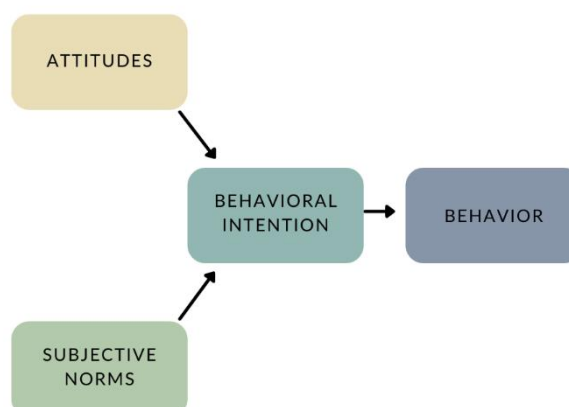 ATTITUDES
BEHAVIORAL
INTENTION
BEHAVIOR
SUBJECTIVE
NORMS